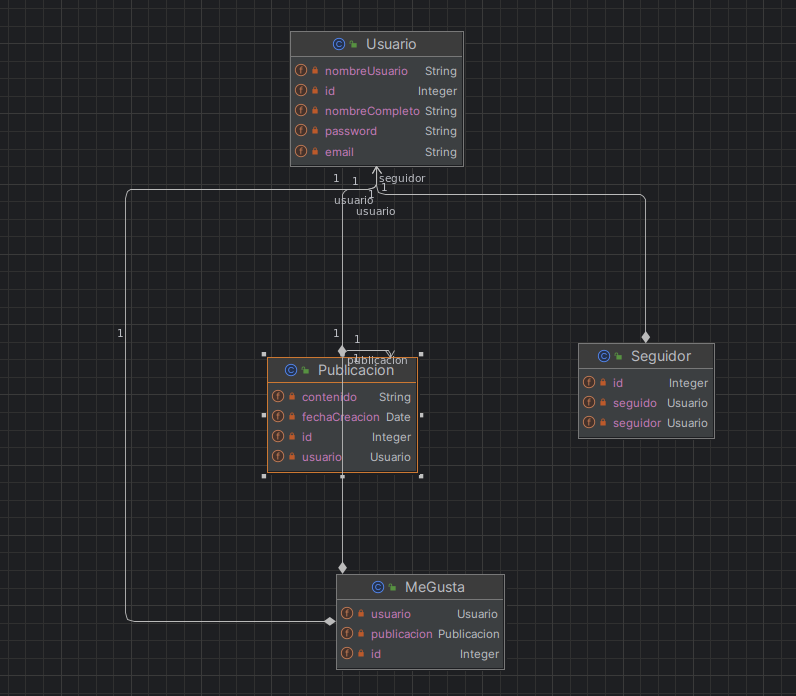 Usuario
nombreUsuario String
id Integer
nombreCompleto String
password String
email String
1 1 seguidor
1 1
usuario
usuario
1 1
1
1 publicacion
Publicacion
contenido String
fechaCreacion Date
id Integer
usuario Usuario
Seguidor
id Integer
seguido Usuario
seguidor Usuario
MeGusta
usuario Usuario
publicacion Publicacion
id Integer